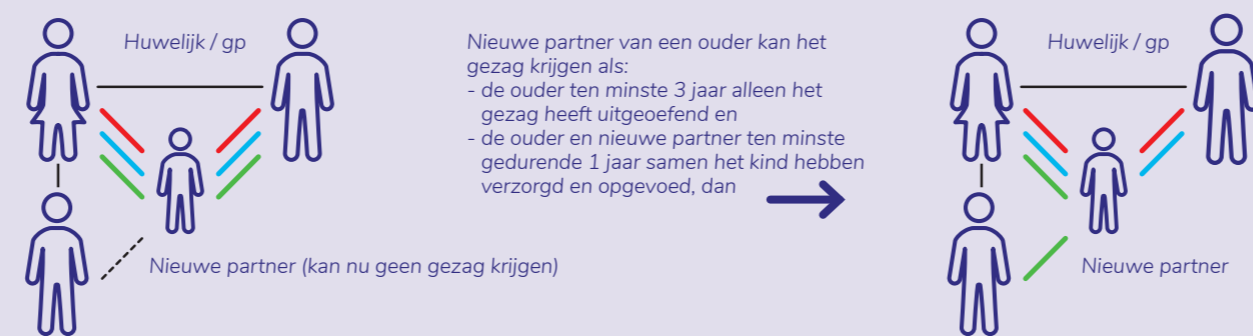 Huwelijk / gp
Nieuwe partner (kan nu geen gezag krijgen)
Nieuwe partner van een ouder kan het
gezag krijgen als:
- de ouder ten minste 3 jaar alleen het
gezag heeft uitgeoefend en
- de ouder en nieuwe partner ten minste
gedurende 1 jaar samen het kind hebben
verzorgd en opgevoed, dan
Huwelijk / gp
Nieuwe partner